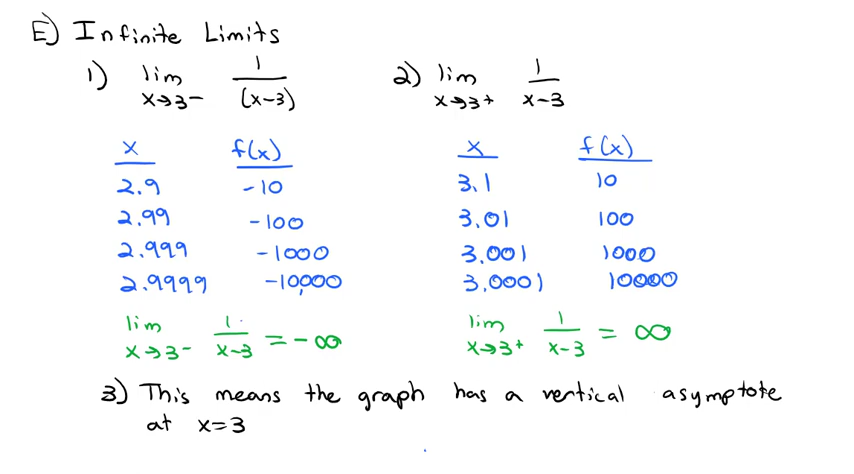 E) Infinite Limits
1) lim x→3⁻ 1/(x-3)
2) lim x→3⁺ 1/x-3
x f(x)
2.9 -10
2.99 -100
2.999 -1000
2.9999 -10,000
lim x→3⁻ 1/x-3 = -∞
x f(x)
3.1 10
3.01 100
3.001 1000
3.0001 10000
lim x→3⁺ 1/x-3 = ∞
3) This means the graph has a vertical asymptote
at x=3